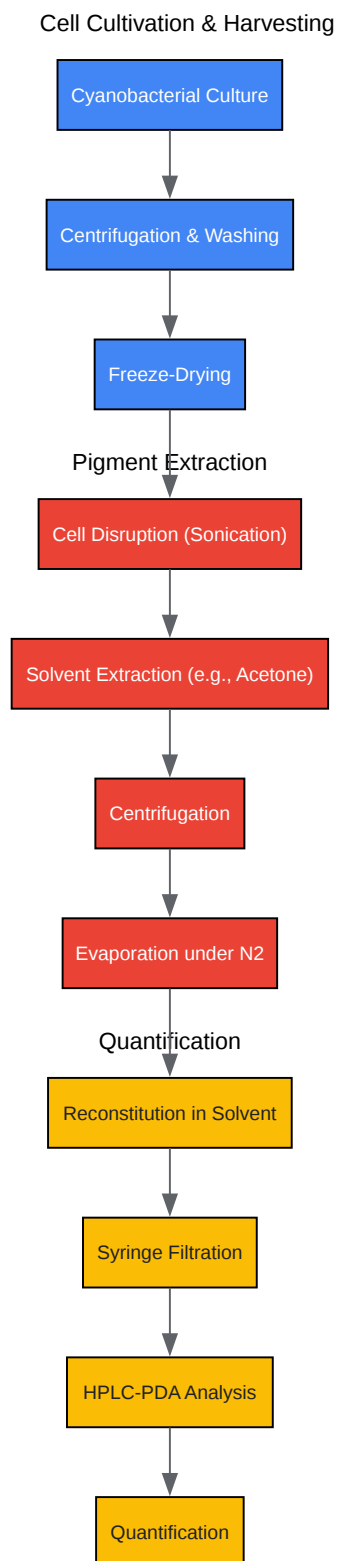 Cell Cultivation & Harvesting
Cyanobacterial Culture
Centrifugation & Washing
Freeze-Drying
Pigment Extraction
Cell Disruption (Sonication)
Solvent Extraction (e.g., Acetone)
Centrifugation
Evaporation under N2
Quantification
Reconstitution in Solvent
Syringe Filtration
HPLC-PDA Analysis
Quantification